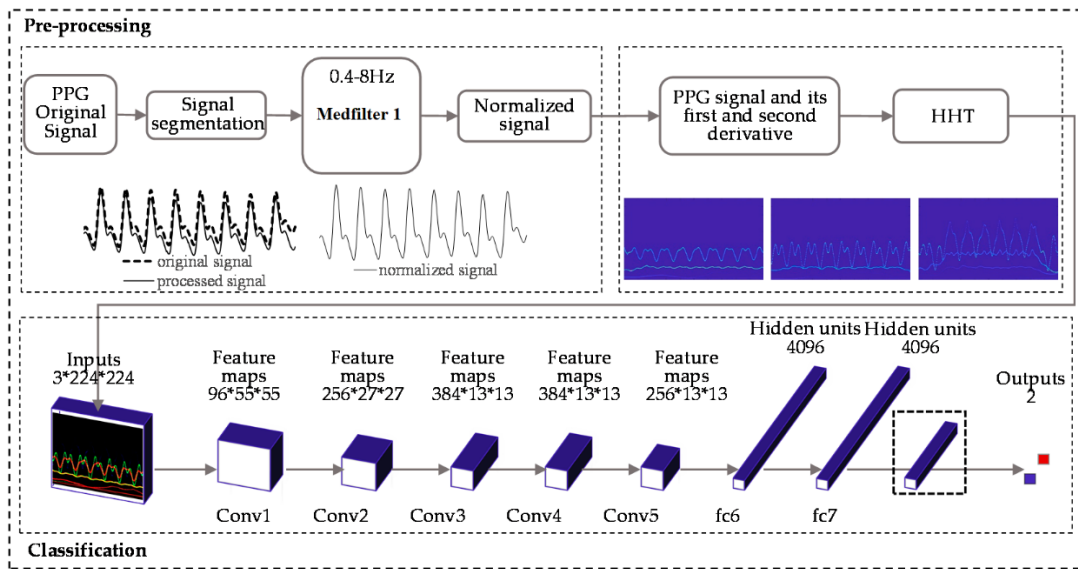 Pre-processing
PPG
Original
Signal
Signal
segmentation
0.4-8Hz
Medfilter 1
Normalized
signal
PPG signal and its
first and second
derivative
HHT
original signal
processed signal
normalized signal
Inputs
3*224*224
Feature
maps
96*55*55
Feature
maps
256*27*27
Feature
maps
384*13*13
Feature
maps
384*13*13
Feature
maps
256*13*13
Hidden units
4096
Hidden units
4096
Outputs
2
Conv1
Conv2
Conv3
Conv4
Conv5
fc6
fc7
Classification